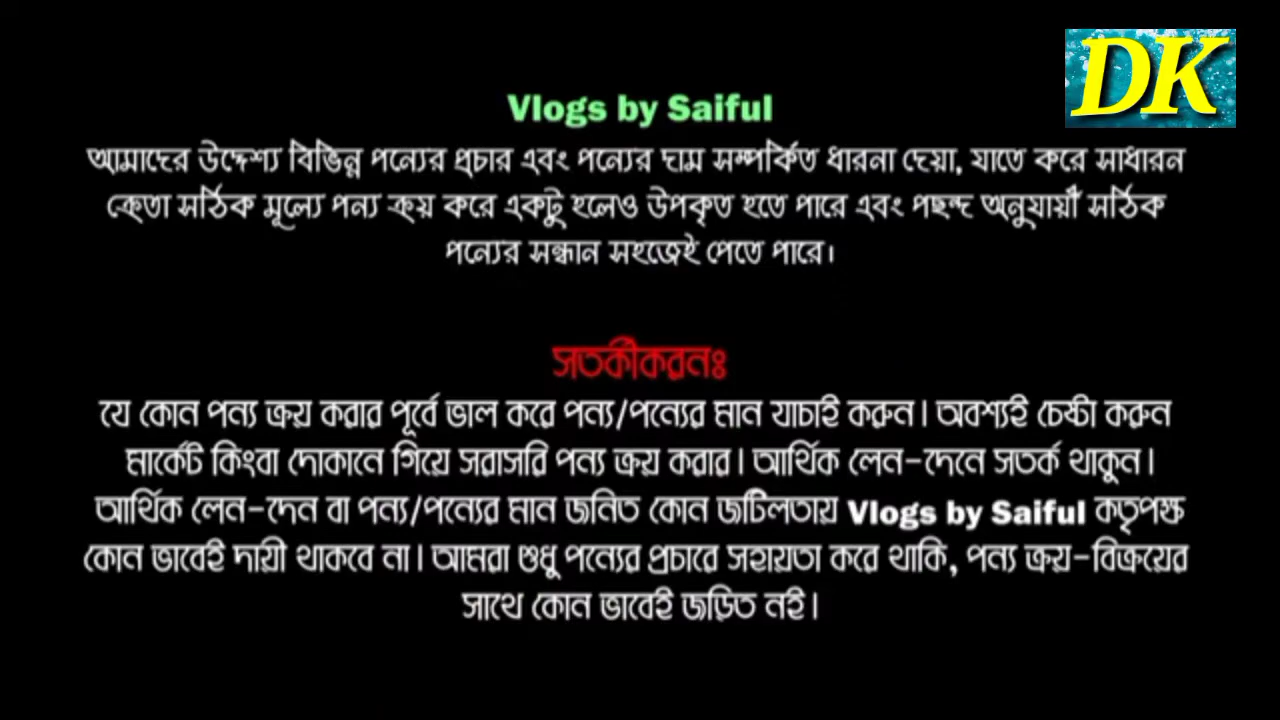 DK
Vlogs by Saiful
আমাদের উদ্দেশ্য বিভিন্ন পন্যের প্রচার এবং পন্যের দাম সম্পর্কিত ধারনা দেয়া, যাতে করে সাধারন
ক্রেতা সঠিক মূল্যে পন্য ক্রয় করে একটু হলেও উপকৃত হতে পারে এবং পছন্দ অনুযায়ী সঠিক
পন্যের সন্ধান সহজেই পেতে পারে।
সতর্কীকরনঃ
যে কোন পন্য ক্রয় করার পূর্বে ভাল করে পন্য/পন্যের মান যাচাই করুন। অবশ্যই চেষ্টা করুন
মার্কেট কিংবা দোকানে গিয়ে সরাসরি পন্য ক্রয় করার। আর্থিক লেন-দেনে সতর্ক থাকুন।
আর্থিক লেন-দেন বা পন্য/পন্যের মান জনিত কোন জটিলতায় Vlogs by Saiful কতৃপক্ষ
কোন ভাবেই দায়ী থাকবে না। আমরা শুধু পন্যের প্রচারে সহায়তা করে থাকি, পন্য ক্রয়-বিক্রয়ের
সাথে কোন ভাবেই জড়িত নই।